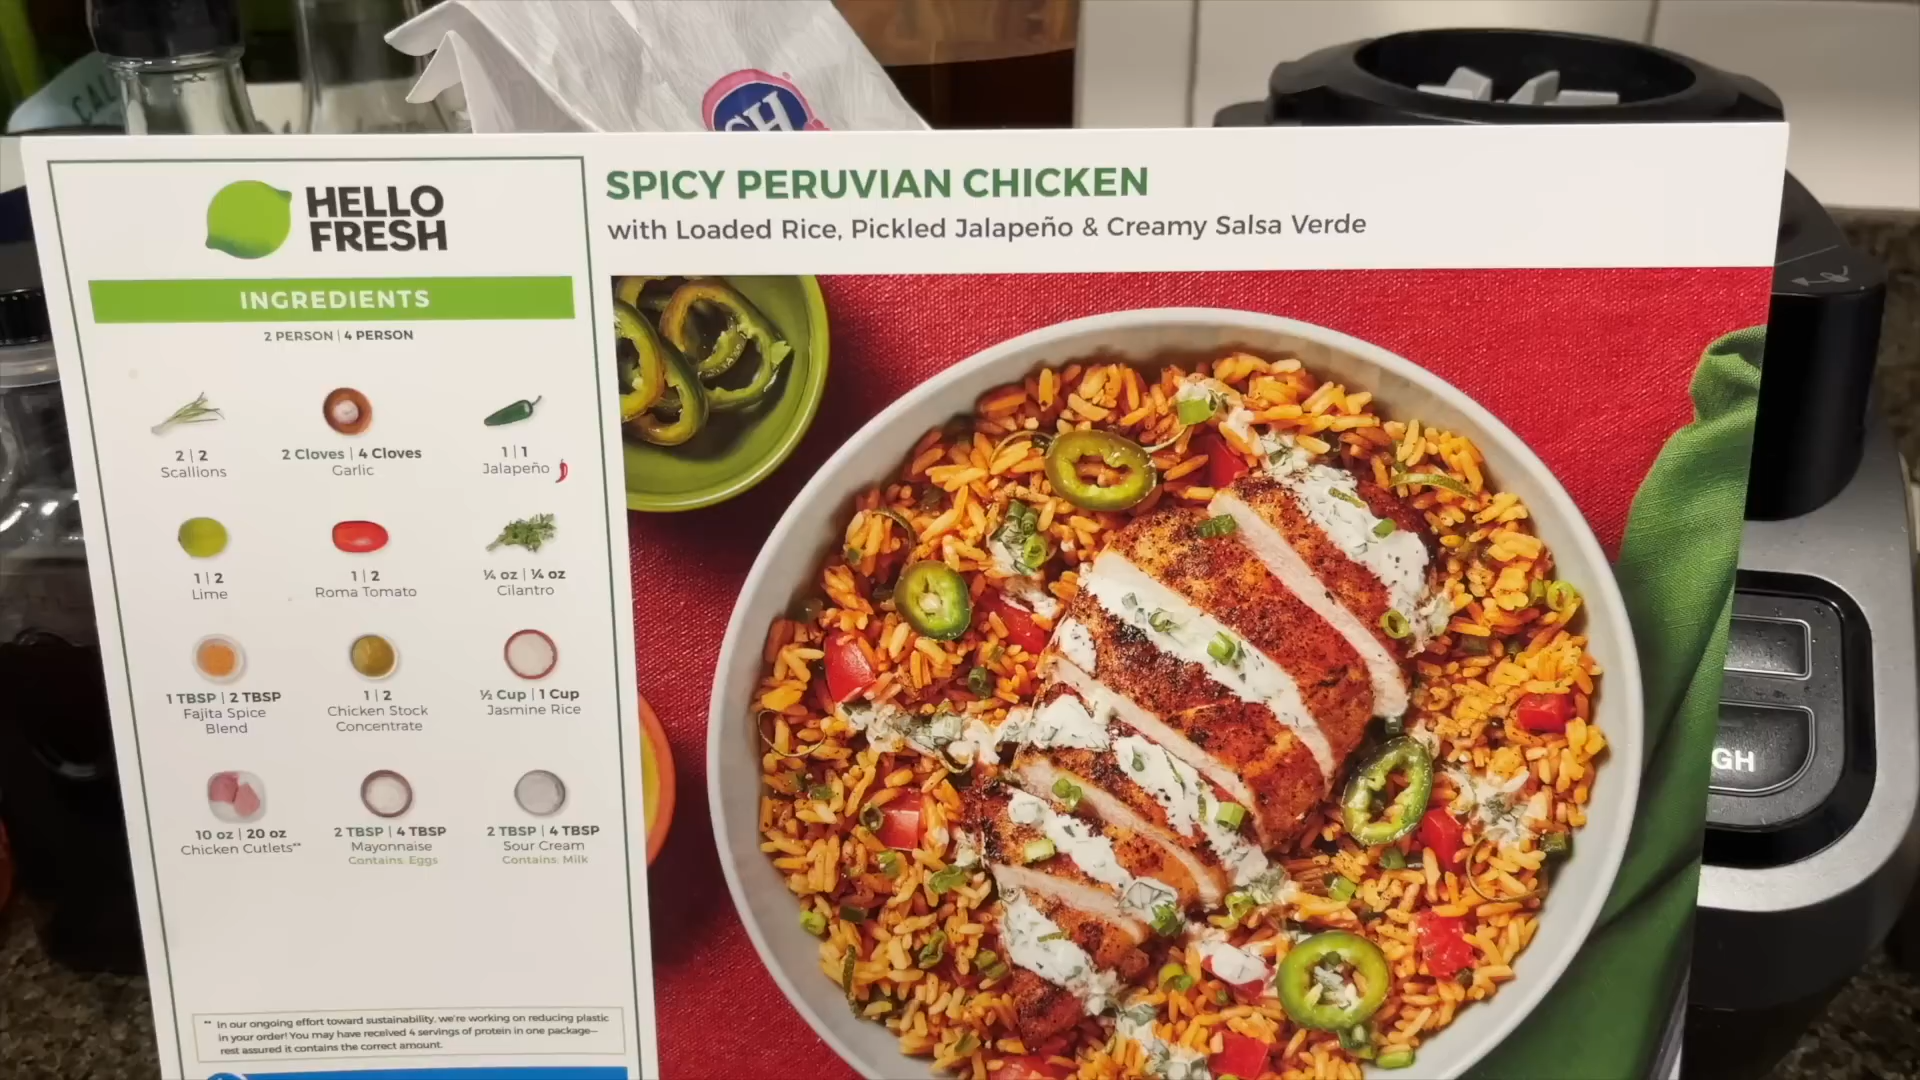 CAL
SH
HELLO
FRESH
SPICY PERUVIAN CHICKEN
with Loaded Rice, Pickled Jalapeño & Creamy Salsa Verde
INGREDIENTS
2 PERSON | 4 PERSON
2 | 2
Scallions
2 Cloves | 4 Cloves
Garlic
1 | 1
Jalapeño
1 | 2
Lime
1 | 2
Roma Tomato
¼ oz | ¼ oz
Cilantro
1 TBSP | 2 TBSP
Fajita Spice
Blend
1 | 2
Chicken Stock
Concentrate
½ Cup | 1 Cup
Jasmine Rice
10 oz | 20 oz
Chicken Cutlets**
2 TBSP | 4 TBSP
Mayonnaise
Contains: Eggs
2 TBSP | 4 TBSP
Sour Cream
Contains: Milk
** In our ongoing effort toward sustainability, we're working on reducing plastic
in your order! You may have received 4 servings of protein in one package—
rest assured it contains the correct amount.
GH